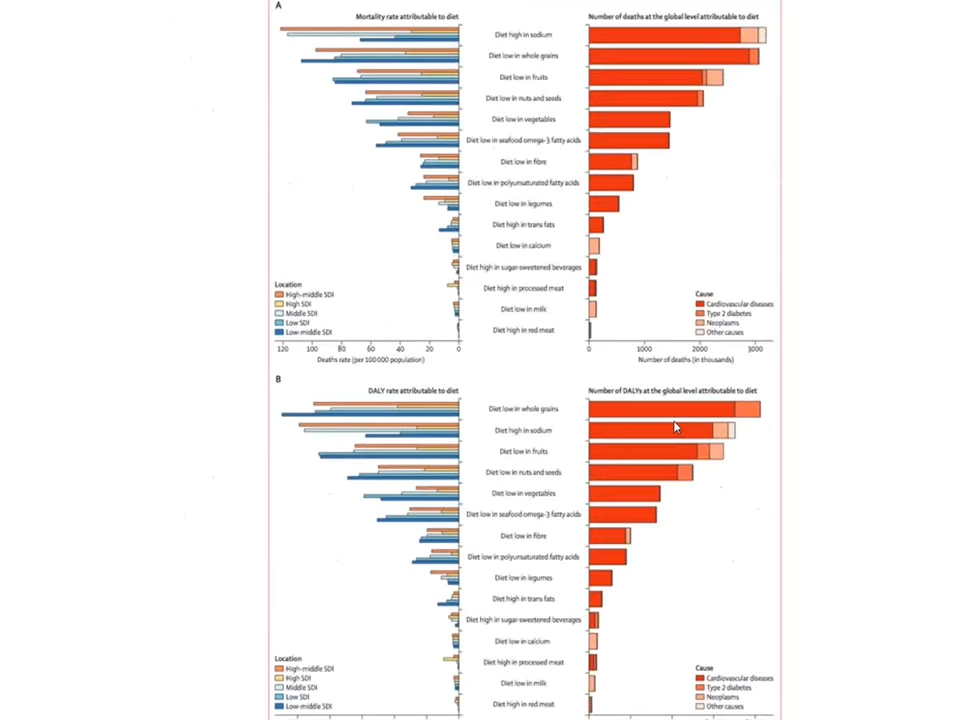 A
Mortality rate attributable to diet
Number of deaths at the global level attributable to diet
Diet high in sodium
Diet low in whole grains
Diet low in fruits
Diet low in nuts and seeds
Diet low in vegetables
Diet low in seafood omega-3 fatty acids
Diet low in fibre
Diet low in polyunsaturated fatty acids
Diet low in legumes
Diet high in trans fats
Diet low in calcium
Diet high in sugar-sweetened beverages
Diet high in processed meat
Diet low in milk
Diet high in red meat
Location
High-middle SDI
High SDI
Middle SDI
Low SDI
Low-middle SDI
Cause
Cardiovascular diseases
Type 2 diabetes
Neoplasms
Other causes
120 100 80 60 40 20 0
Deaths rate (per 100 000 population)
0 1000 2000 3000
Number of deaths (in thousands)
B
DALY rate attributable to diet
Number of DALYs at the global level attributable to diet
Diet low in whole grains
Diet high in sodium
Diet low in fruits
Diet low in nuts and seeds
Diet low in vegetables
Diet low in seafood omega-3 fatty acids
Diet low in fibre
Diet low in polyunsaturated fatty acids
Diet low in legumes
Diet high in trans fats
Diet high in sugar-sweetened beverages
Diet low in calcium
Diet high in processed meat
Diet low in milk
Diet high in red meat
Location
High-middle SDI
High SDI
Middle SDI
Low SDI
Low-middle SDI
Cause
Cardiovascular diseases
Type 2 diabetes
Neoplasms
Other causes